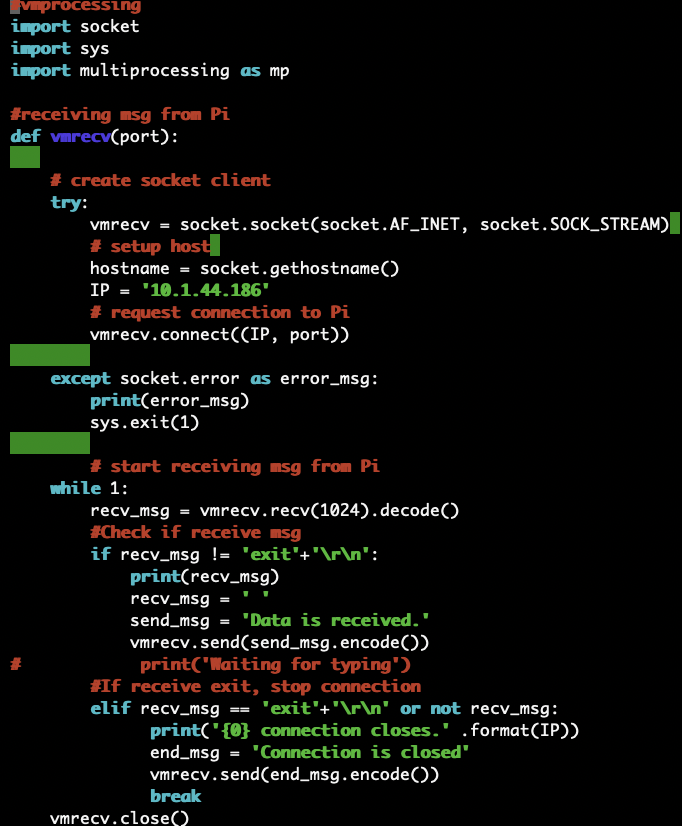 #vmprocessing
import socket
import sys
import multiprocessing as mp
#receiving msg from Pi
def vmrecv(port):
    # create socket client
    try:
        vmrecv = socket.socket(socket.AF_INET, socket.SOCK_STREAM)
        # setup host
        hostname = socket.gethostname()
        IP = '10.1.44.186'
        # request connection to Pi
        vmrecv.connect((IP, port))
    except socket.error as error_msg:
        print(error_msg)
        sys.exit(1)
        # start receiving msg from Pi
    while 1:
        recv_msg = vmrecv.recv(1024).decode()
        #Check if receive msg
        if recv_msg != 'exit'+'\r\n':
            print(recv_msg)
            recv_msg = ' '
            send_msg = 'Data is received.'
            vmrecv.send(send_msg.encode())
#            print('Waiting for typing')
        #If receive exit, stop connection
        elif recv_msg == 'exit'+'\r\n' or not recv_msg:
              print('{0} connection closes.' .format(IP))
              end_msg = 'Connection is closed'
              vmrecv.send(end_msg.encode())
              break
    vmrecv.close()